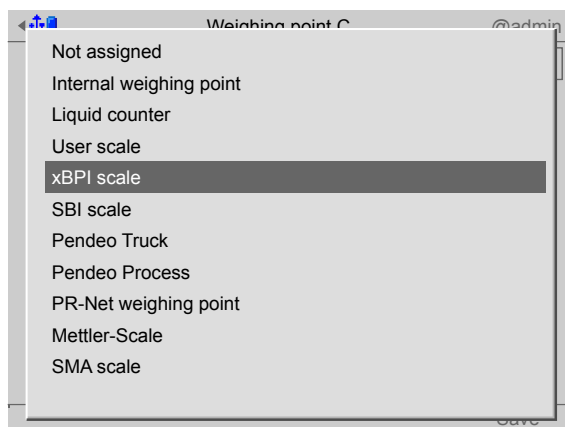 Weighing point C
@admin
Not assigned
Internal weighing point
Liquid counter
User scale
xBPI scale
SBI scale
Pendeo Truck
Pendeo Process
PR-Net weighing point
Mettler-Scale
SMA scale
Save